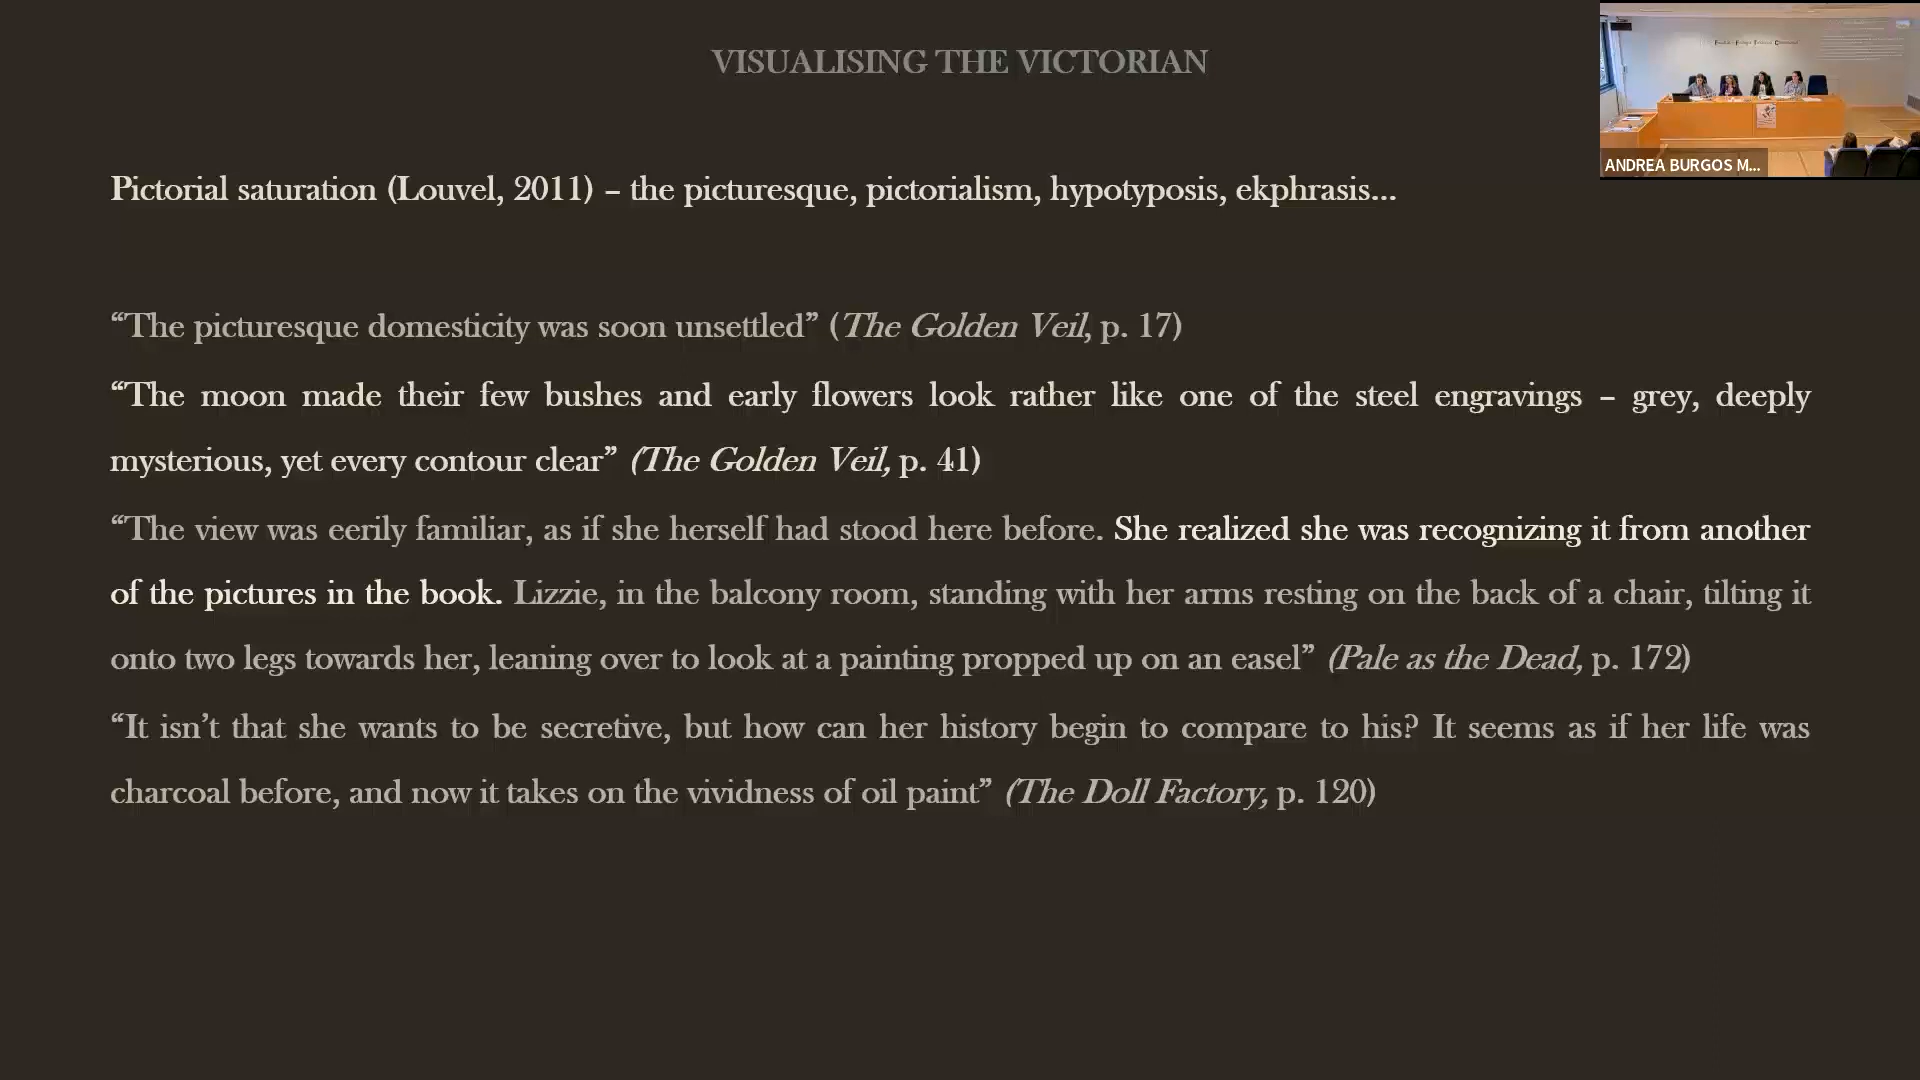 VISUALISING THE VICTORIAN
ANDREA BURGOS M...
Pictorial saturation (Louvel, 2011) – the picturesque, pictorialism, hypotyposis, ekphrasis...
“The picturesque domesticity was soon unsettled” (The Golden Veil, p. 17)
“The moon made their few bushes and early flowers look rather like one of the steel engravings – grey, deeply
mysterious, yet every contour clear” (The Golden Veil, p. 41)
“The view was eerily familiar, as if she herself had stood here before. She realized she was recognizing it from another
of the pictures in the book. Lizzie, in the balcony room, standing with her arms resting on the back of a chair, tilting it
onto two legs towards her, leaning over to look at a painting propped up on an easel” (Pale as the Dead, p. 172)
“It isn’t that she wants to be secretive, but how can her history begin to compare to his? It seems as if her life was
charcoal before, and now it takes on the vividness of oil paint” (The Doll Factory, p. 120)